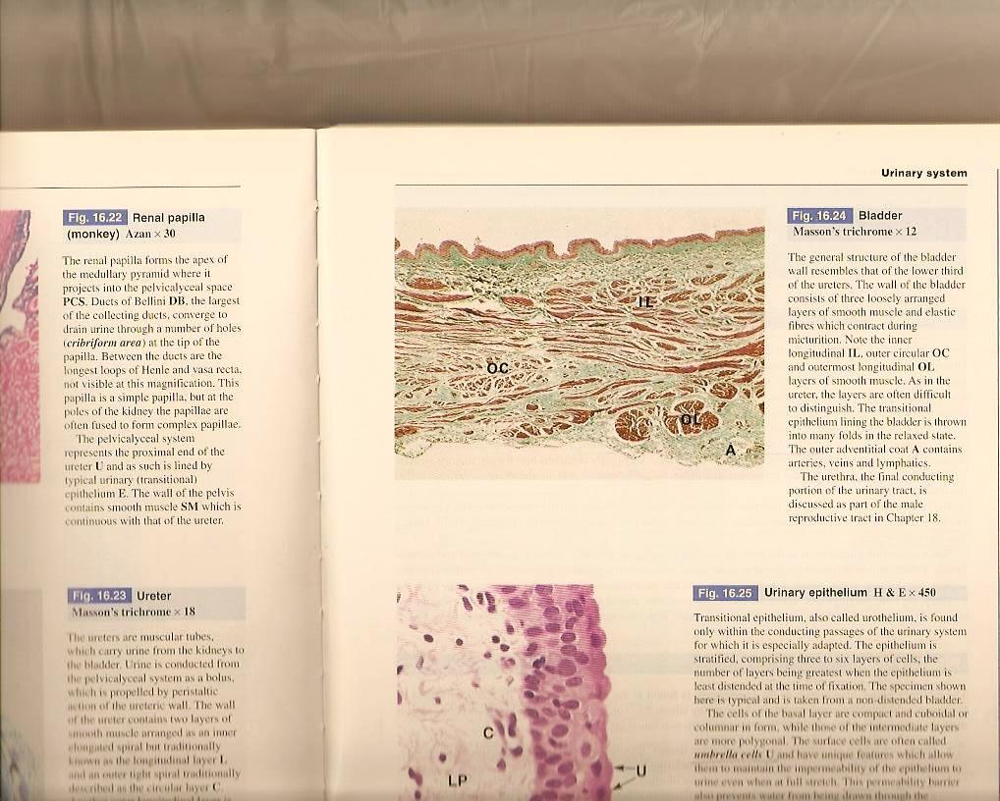 Fig. 16.22 Renal papilla
(monkey) Azan × 30
The renal papilla forms the apex of
the medullary pyramid where it
projects into the pelvicalyceal space
PCS. Ducts of Bellini DB, the largest
of the collecting ducts, converge to
drain urine through a number of holes
(cribriform area) at the tip of the
papilla. Between the ducts are the
longest loops of Henle and vasa recta,
not visible at this magnification. This
papilla is a simple papilla, but at the
poles of the kidney the papillae are
often fused to form complex papillae.
The pelvicalyceal system
represents the proximal end of the
ureter U and as such is lined by
typical urinary (transitional)
epithelium E. The wall of the pelvis
contains smooth muscle SM which is
continuous with that of the ureter.
Fig. 16.23 Ureter
Masson's trichrome × 18
The ureters are muscular tubes,
which carry urine from the kidneys to
the bladder. Urine is conducted from
the pelvicalyceal system as a bolus,
which is propelled by peristaltic
action of the ureteric wall. The wall
of the ureter contains two layers of
smooth muscle arranged as an inner
elongated spiral but traditionally
known as the longitudinal layer L
and an outer tight spiral traditionally
described as the circular layer C.
Urinary system
IL
OC
OL
A
Fig. 16.24 Bladder
Masson's trichrome × 12
The general structure of the bladder
wall resembles that of the lower third
of the ureters. The wall of the bladder
consists of three loosely arranged
layers of smooth muscle and elastic
fibres which contract during
micturition. Note the inner
longitudinal IL, outer circular OC
and outermost longitudinal OL
layers of smooth muscle. As in the
ureter, the layers are often difficult
to distinguish. The transitional
epithelium lining the bladder is thrown
into many folds in the relaxed state.
The outer adventitial coat A contains
arteries, veins and lymphatics.
The urethra, the final conducting
portion of the urinary tract, is
discussed as part of the male
reproductive tract in Chapter 18.
C
LP
U
Fig. 16.25 Urinary epithelium H & E × 450
Transitional epithelium, also called urothelium, is found
only within the conducting passages of the urinary system
for which it is especially adapted. The epithelium is
stratified, comprising three to six layers of cells, the
number of layers being greatest when the epithelium is
least distended at the time of fixation. The specimen shown
here is typical and is taken from a non-distended bladder.
The cells of the basal layer are compact and cuboidal or
columnar in form, while those of the intermediate layers
are more polygonal. The surface cells are often called
umbrella cells U and have unique features which allow
them to maintain the impermeability of the epithelium to
urine even when at full stretch. This permeability barrier
also prevents water from being drawn through the